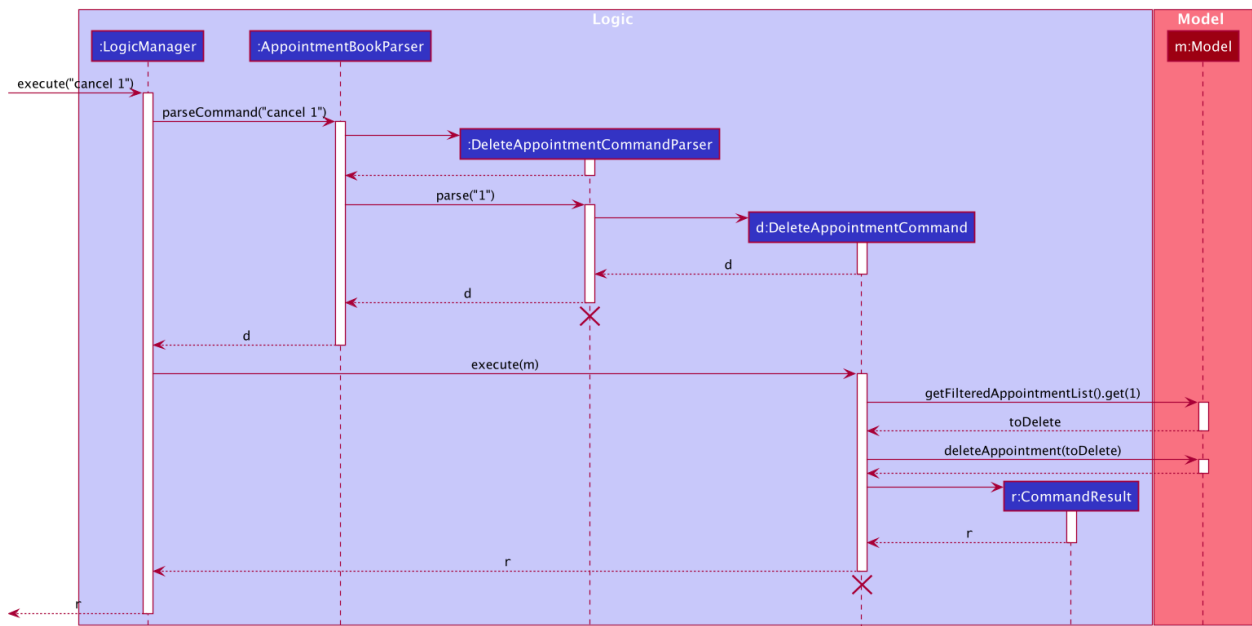 Logic
Model
:LogicManager
:AppointmentBookParser
m:Model
execute("cancel 1")
parseCommand("cancel 1")
:DeleteAppointmentCommandParser
parse("1")
d:DeleteAppointmentCommand
d
d
d
execute(m)
getFilteredAppointmentList().get(1)
toDelete
deleteAppointment(toDelete)
r:CommandResult
r
r
r